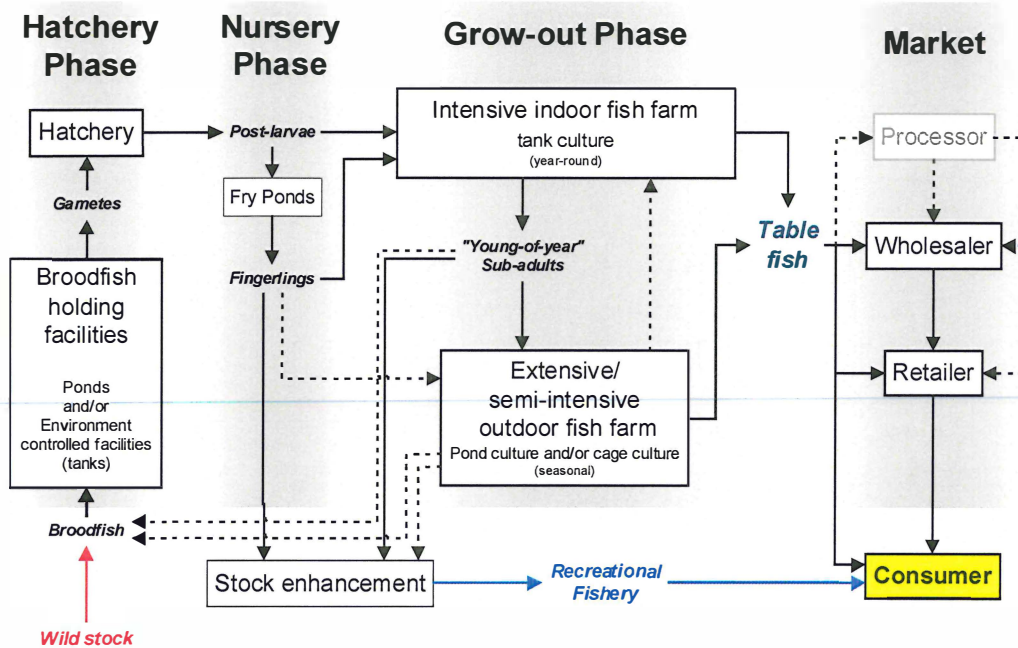 Hatchery
Phase
Nursery
Phase
Grow-out Phase
Market
Hatchery
Post-larvae
Intensive indoor fish farm
tank culture
(year-round)
Processor
Fry Ponds
Gametes
"Young-of-year"
Sub-adults
Table
fish
Wholesaler
Fingerlings
Broodfish
holding
facilities
Ponds
and/or
Environment
controlled facilities
(tanks)
Extensive/
semi-intensive
outdoor fish farm
Pond culture and/or cage culture
(seasonal)
Retailer
Broodfish
Stock enhancement
Recreational
Fishery
Consumer
Wild stock